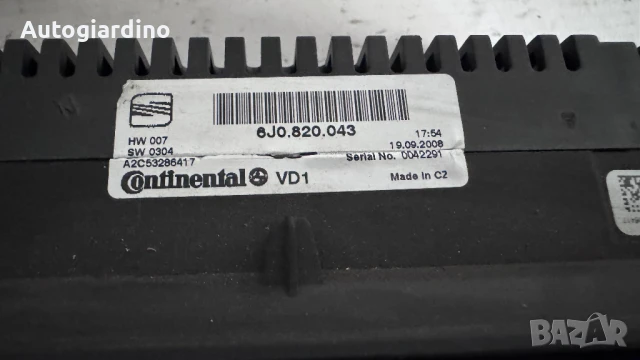 Autogiardino
6J0.820.043
HW 007
17:54
SW 0304
19.09.2008
A2C53286417
Serial No. 0042291
Continental VD1
Made in C2
BAZAR